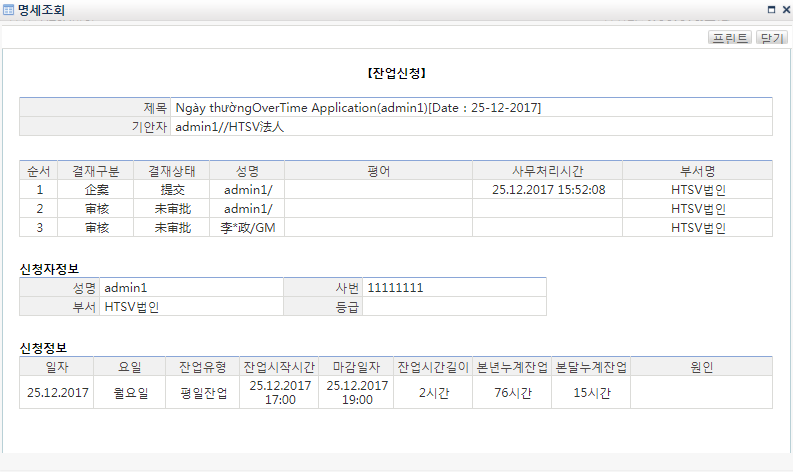 명세조회
프린트 닫기
[잔업신청]
제목 Ngày thườngOverTime Application(admin1)[Date : 25-12-2017]
기안자 admin1//HTSV法人
순서 결재구분 결재상태 성명 평어 사무처리시간 부서명
1 企案 提交 admin1/ 25.12.2017 15:52:08 HTSV법인
2 审核 未审批 admin1/ HTSV법인
3 审核 未审批 李*政/GM HTSV법인
신청자정보
성명 admin1 사번 11111111
부서 HTSV법인 등급
신청정보
일자 요일 잔업유형 잔업시작시간 마감일자 잔업시간길이 본년누계잔업 본달누계잔업 원인
25.12.2017 월요일 평일잔업 25.12.2017 17:00 25.12.2017 19:00 2시간 76시간 15시간